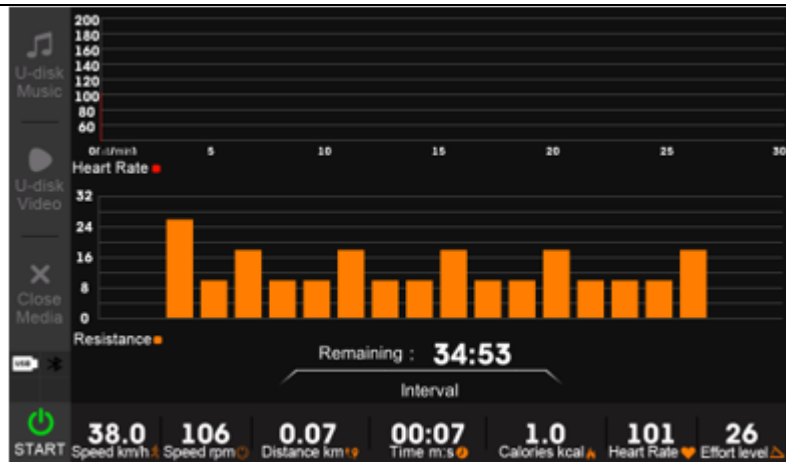 U-disk
Music
U-disk
Video
Close
Media
START
200
180
160
140
120
100
80
60
5 10 15 20 25 30
Heart Rate
32
24
16
8
0
Resistance
Remaining : 34:53
Interval
38.0 106 0.07 00:07 1.0 101 26
Speed km/h Speed rpm Distance km Time m:s Calories kcal Heart Rate Effort level